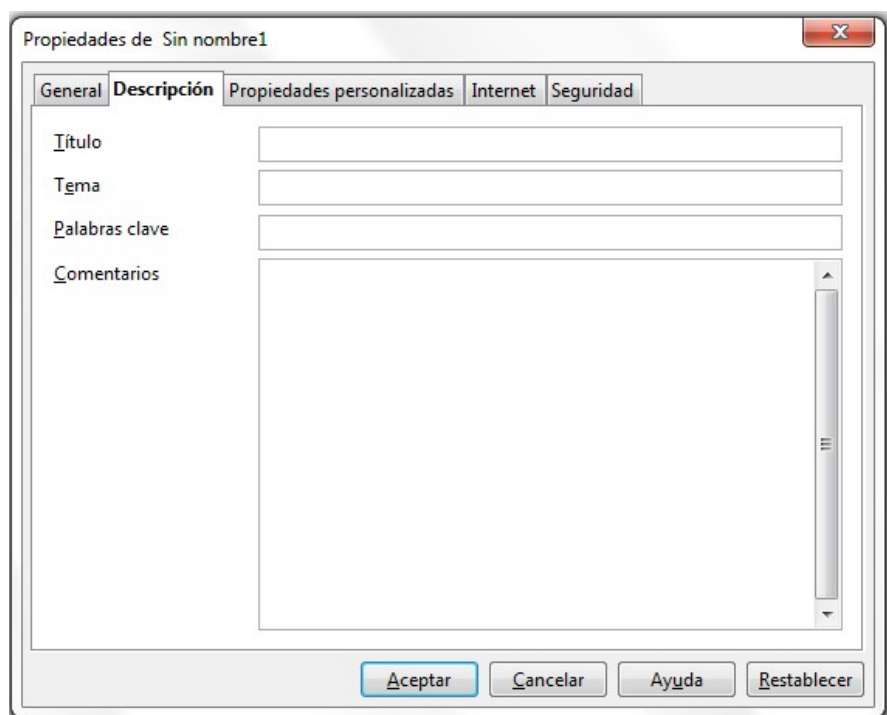 Propiedades de Sin nombre1
General Descripción Propiedades personalizadas Internet Seguridad
Título
Tema
Palabras clave
Comentarios
Aceptar Cancelar Ayuda Restablecer